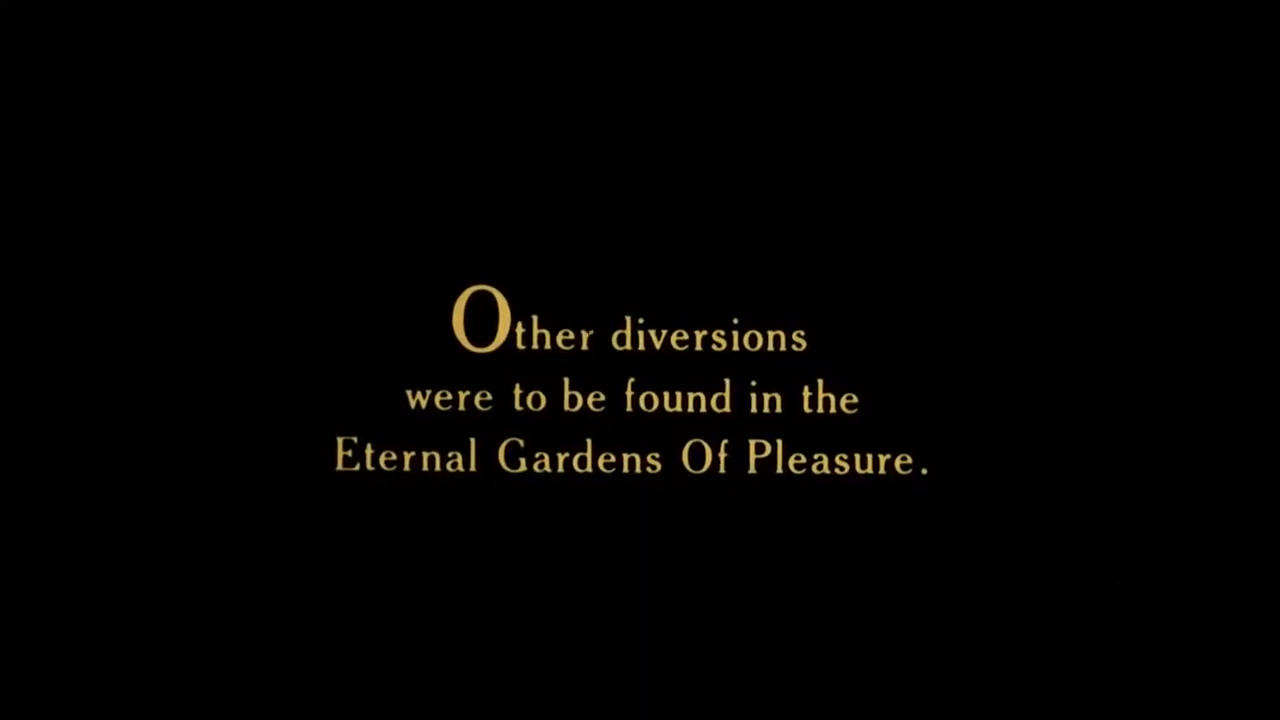 Other diversions
were to be found in the
Eternal Gardens Of Pleasure.